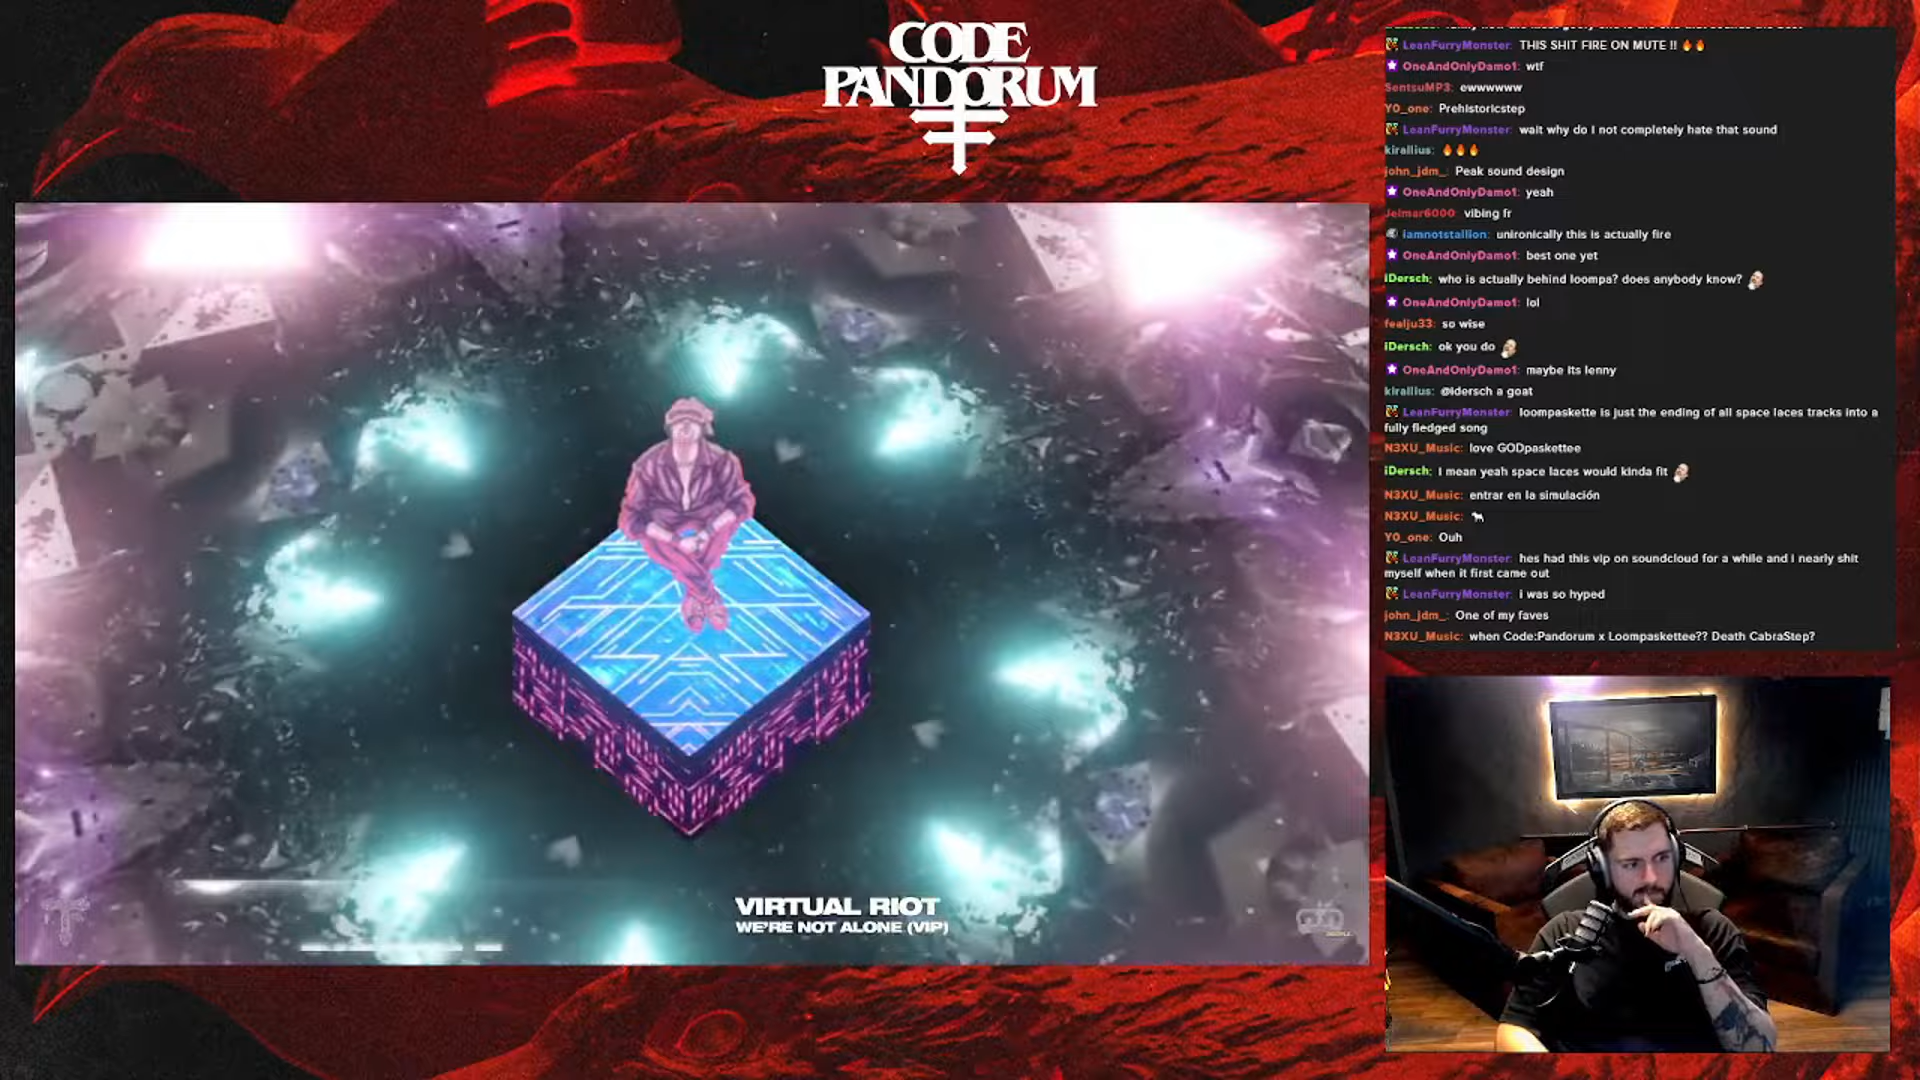 CODE
PANDORUM
LeanFurryMonster: THIS SHIT FIRE ON MUTE !!
OneAndOnlyDamo1: wtf
SentsuMP3: ewwwwww
Y0_one: Prehistoricstep
LeanFurryMonster: wait why do I not completely hate that sound
kirallius:
john_jdm_: Peak sound design
OneAndOnlyDamo1: yeah
Jelmar6000: vibing fr
iamnotstallion: unironically this is actually fire
OneAndOnlyDamo1: best one yet
iDersch: who is actually behind loompa? does anybody know?
OneAndOnlyDamo1: lol
fealju33: so wise
iDersch: ok you do
OneAndOnlyDamo1: maybe its lenny
kirallius: @idersch a goat
LeanFurryMonster: loompaskette is just the ending of all space laces tracks into a
fully fledged song
N3XU_Music: love GODpaskettee
iDersch: I mean yeah space laces would kinda fit
N3XU_Music: entrar en la simulación
N3XU_Music:
Y0_one: Ouh
LeanFurryMonster: hes had this vip on soundcloud for a while and i nearly shit
myself when it first came out
LeanFurryMonster: i was so hyped
john_jdm_: One of my faves
N3XU_Music: when Code:Pandorum x Loompaskettee?? Death CabraStep?
VIRTUAL RIOT
WE'RE NOT ALONE (VIP)